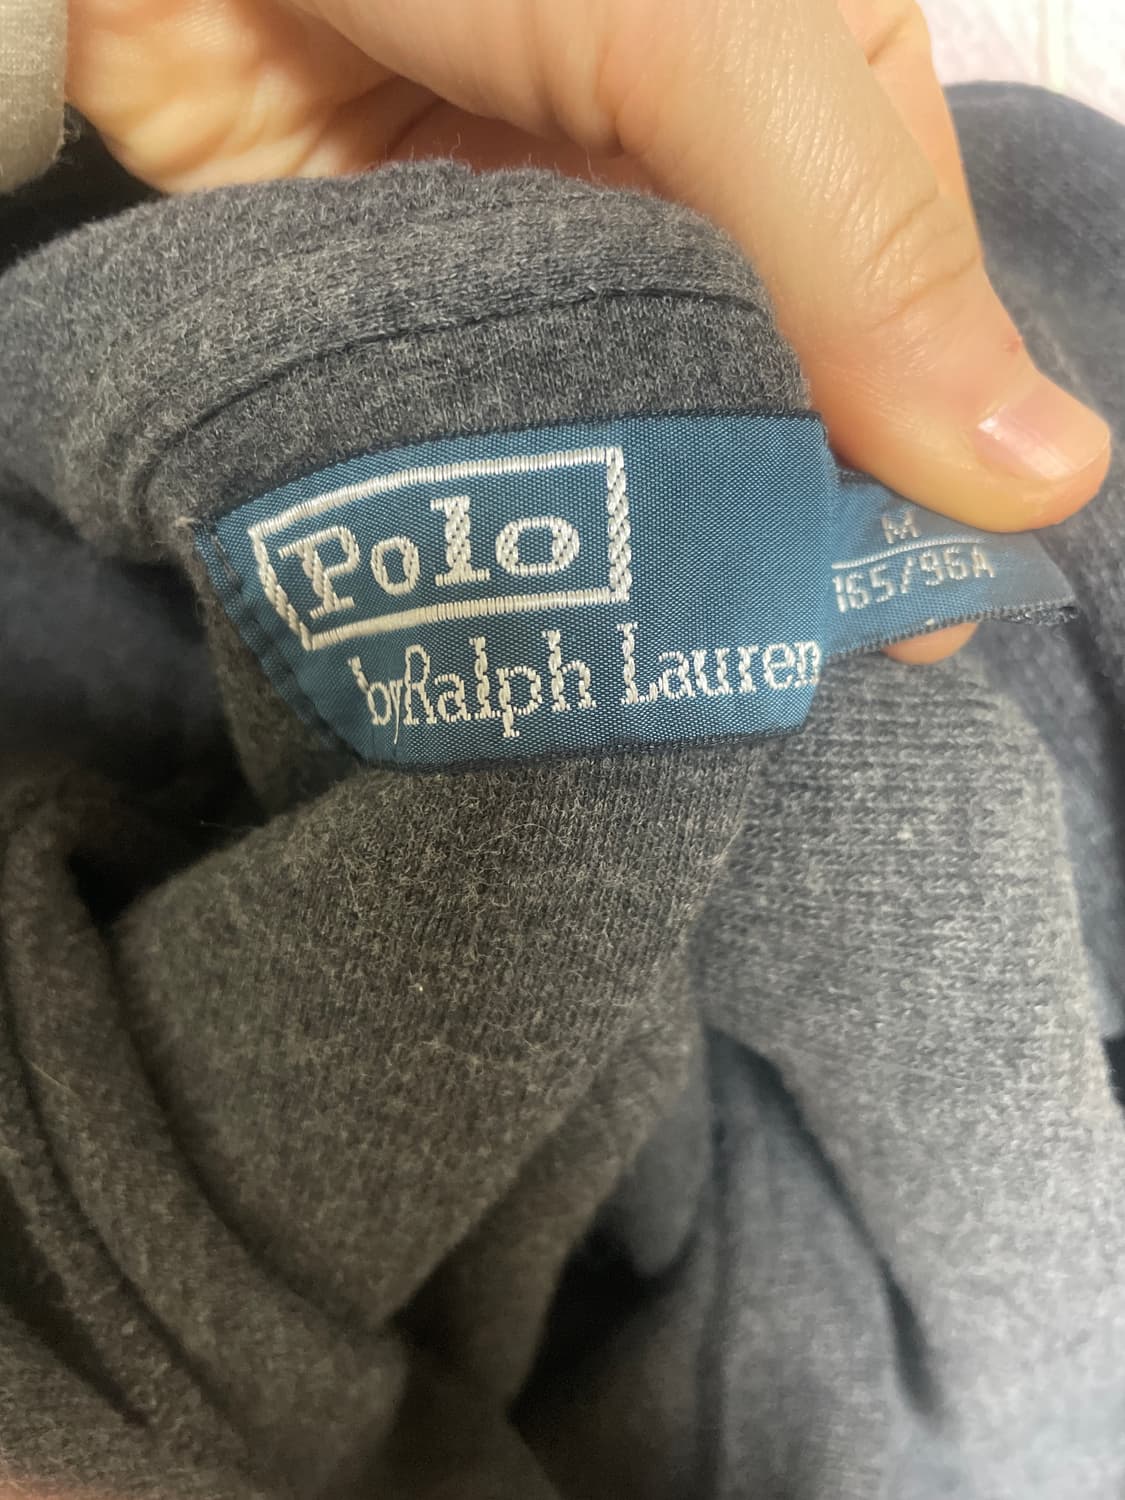 Polo
by Ralph Lauren
M
165/96A